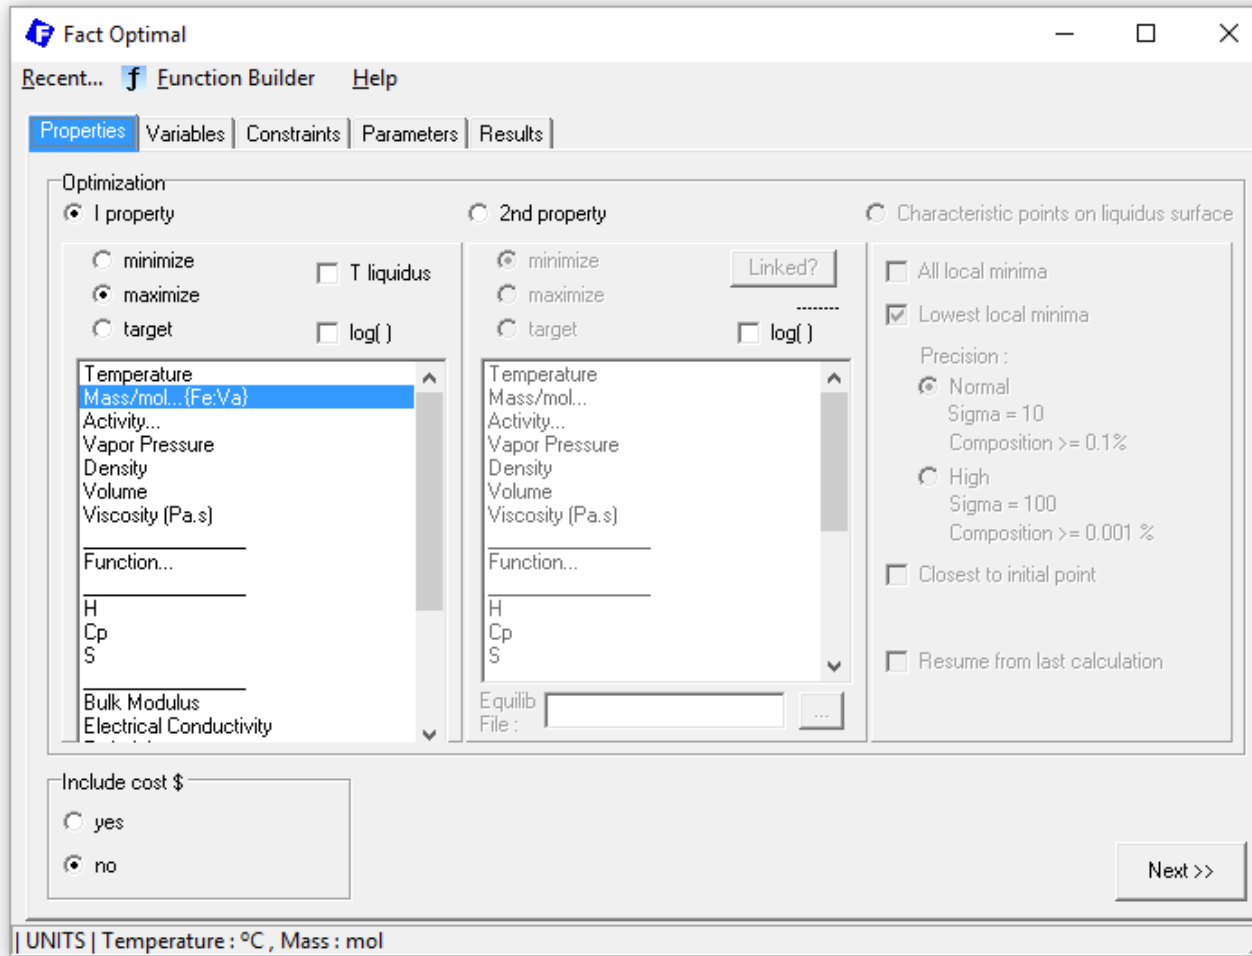 Fact Optimal
Recent... f Function Builder Help
Properties Variables Constraints Parameters Results
Optimization
1 property
minimize
maximize
target
T liquidus
log( )
Temperature
Mass/mol...{Fe:Va}
Activity...
Vapor Pressure
Density
Volume
Viscosity (Pa.s)
Function...
H
Cp
S
Bulk Modulus
Electrical Conductivity
2nd property
minimize
maximize
target
Linked?
--------
log( )
Temperature
Mass/mol...
Activity...
Vapor Pressure
Density
Volume
Viscosity (Pa.s)
Function...
H
Cp
S
Equilib
File :
...
Characteristic points on liquidus surface
All local minima
Lowest local minima
Precision :
Normal
Sigma = 10
Composition >= 0.1%
High
Sigma = 100
Composition >= 0.001 %
Closest to initial point
Resume from last calculation
Include cost $
yes
no
Next >>
| UNITS | Temperature : ºC , Mass : mol